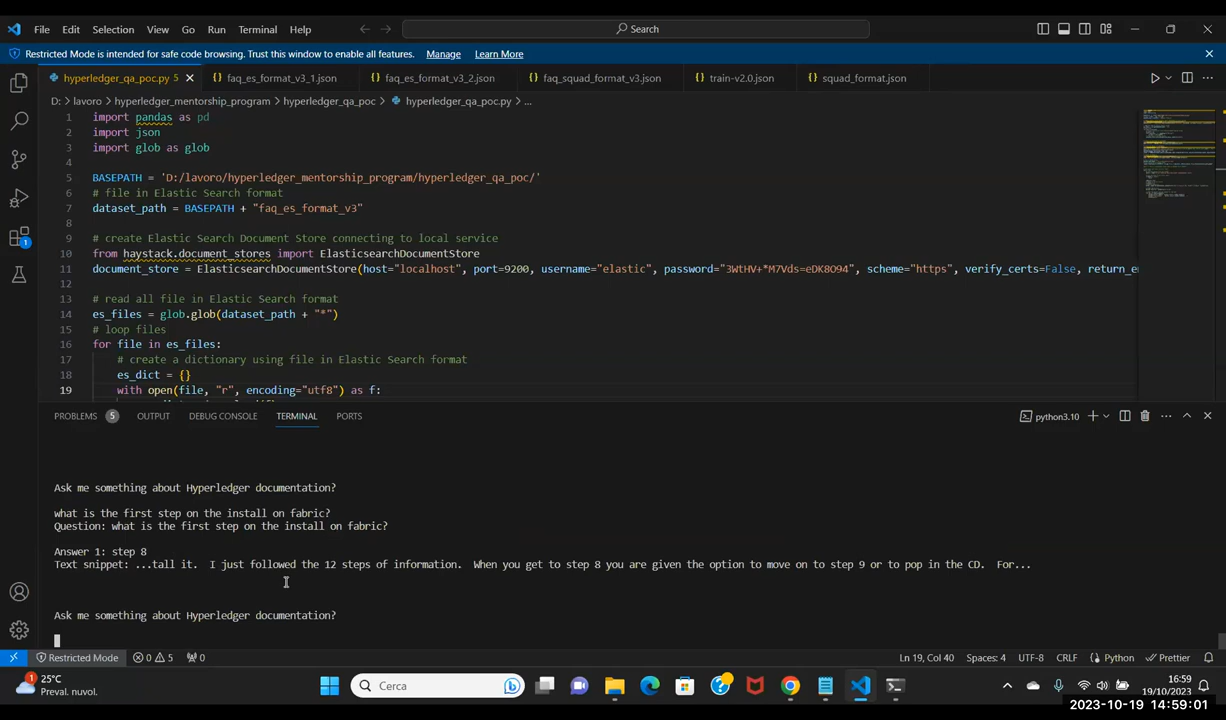 File Edit Selection View Go Run Terminal Help
Search
Restricted Mode is intended for safe code browsing. Trust this window to enable all features. Manage Learn More
hyperledger_qa_poc.py 5 faq_es_format_v3_1.json faq_es_format_v3_2.json faq_squad_format_v3.json train-v2.0.json squad_format.json
D: > lavoro > hyperledger_mentorship_program > hyperledger_qa_poc > hyperledger_qa_poc.py > ...
1 import pandas as pd
2 import json
3 import glob as glob
4
5 BASEPATH = 'D:/lavoro/hyperledger_mentorship_program/hyperledger_qa_poc/'
6 # file in Elastic Search format
7 dataset_path = BASEPATH + "faq_es_format_v3"
8
9 # create Elastic Search Document Store connecting to local service
10 from haystack.document_stores import ElasticsearchDocumentStore
11 document_store = ElasticsearchDocumentStore(host="localhost", port=9200, username="elastic", password="3WtHV+*M7Vds=eDK8O94", scheme="https", verify_certs=False, return_e
12
13 # read all file in Elastic Search format
14 es_files = glob.glob(dataset_path + "*")
15 # loop files
16 for file in es_files:
17 # create a dictionary using file in Elastic Search format
18 es_dict = {}
19 with open(file, "r", encoding="utf8") as f:
PROBLEMS 5 OUTPUT DEBUG CONSOLE TERMINAL PORTS
python3.10
Ask me something about Hyperledger documentation?
what is the first step on the install on fabric?
Question: what is the first step on the install on fabric?
Answer 1: step 8
Text snippet: ...tall it. I just followed the 12 steps of information. When you get to step 8 you are given the option to move on to step 9 or to pop in the CD. For...
Ask me something about Hyperledger documentation?
Restricted Mode 0 5 0
Ln 19, Col 40 Spaces: 4 UTF-8 CRLF Python Prettier
25°C
Preval. nuvol.
Cerca
16:59
19/10/2023
2023-10-19 14:59:01